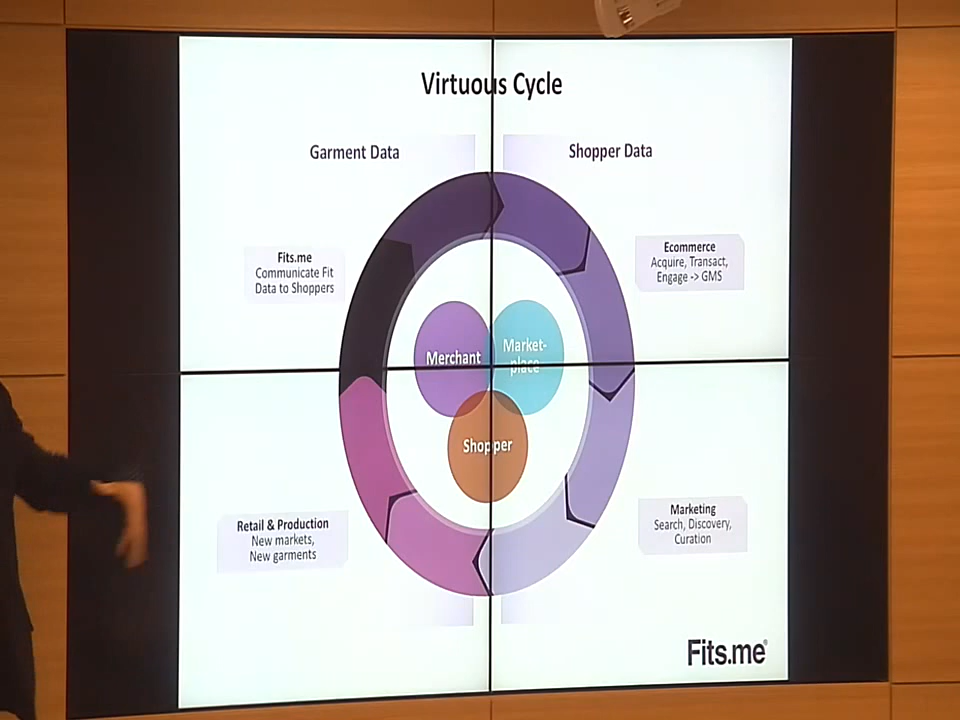 Virtuous Cycle
Garment Data
Shopper Data
Fits.me
Communicate Fit
Data to Shoppers
Ecommerce
Acquire, Transact,
Engage -> GMS
Merchant
Market-
place
Shopper
Retail & Production
New markets,
New garments
Marketing
Search, Discovery,
Curation
Fits.me®